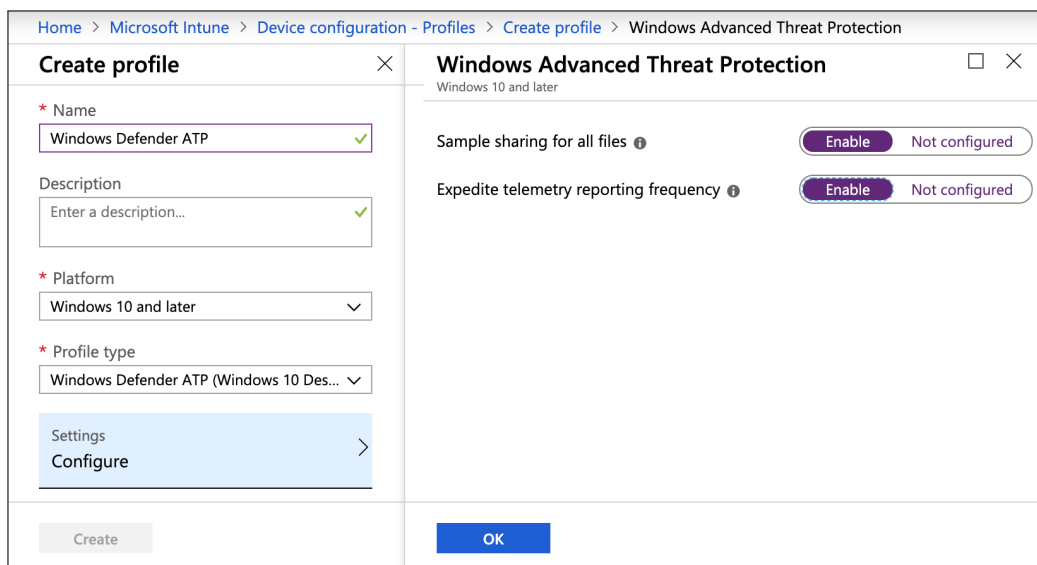 Home > Microsoft Intune > Device configuration - Profiles > Create profile > Windows Advanced Threat Protection
Create profile
* Name
Windows Defender ATP
Description
Enter a description...
* Platform
Windows 10 and later
* Profile type
Windows Defender ATP (Windows 10 Des...
Settings
Configure
Create
Windows Advanced Threat Protection
Windows 10 and later
Sample sharing for all files
Enable Not configured
Expedite telemetry reporting frequency
Enable Not configured
OK